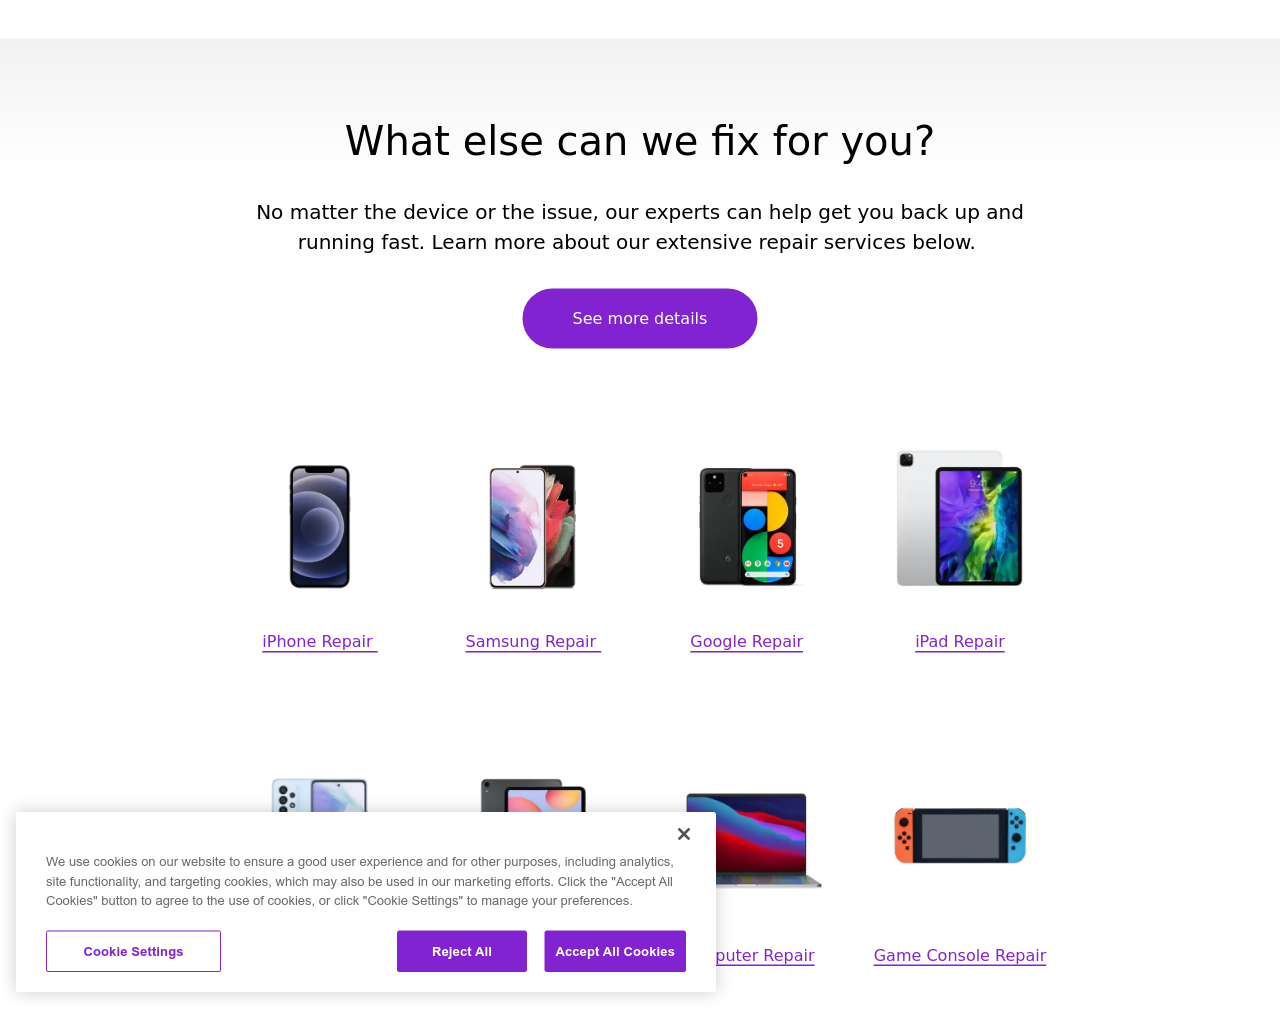 What else can we fix for you?
No matter the device or the issue, our experts can help get you back up and
running fast. Learn more about our extensive repair services below.
See more details
iPhone Repair
Samsung Repair
Google Repair
iPad Repair
puter Repair
Game Console Repair
We use cookies on our website to ensure a good user experience and for other purposes, including analytics,
site functionality, and targeting cookies, which may also be used in our marketing efforts. Click the "Accept All
Cookies" button to agree to the use of cookies, or click "Cookie Settings" to manage your preferences.
Cookie Settings
Reject All
Accept All Cookies